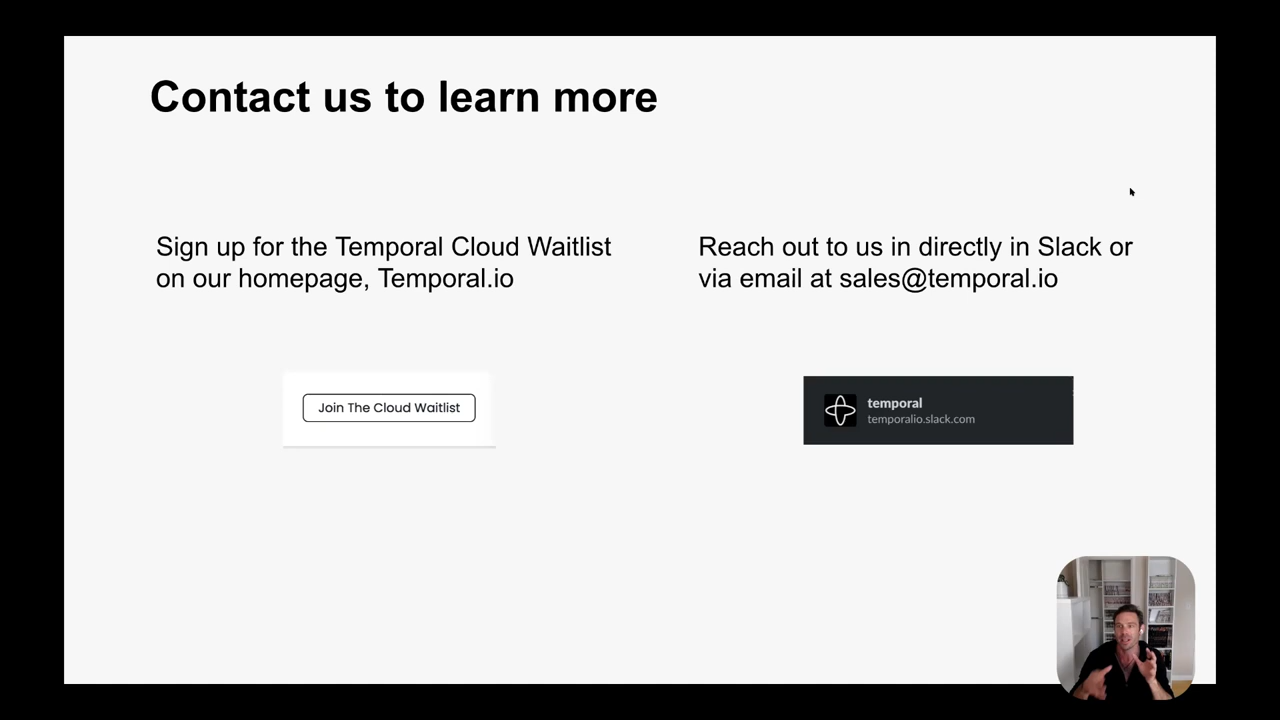 Contact us to learn more
Sign up for the Temporal Cloud Waitlist
on our homepage, Temporal.io
Reach out to us in directly in Slack or
via email at sales@temporal.io
Join The Cloud Waitlist
temporal
temporalio.slack.com